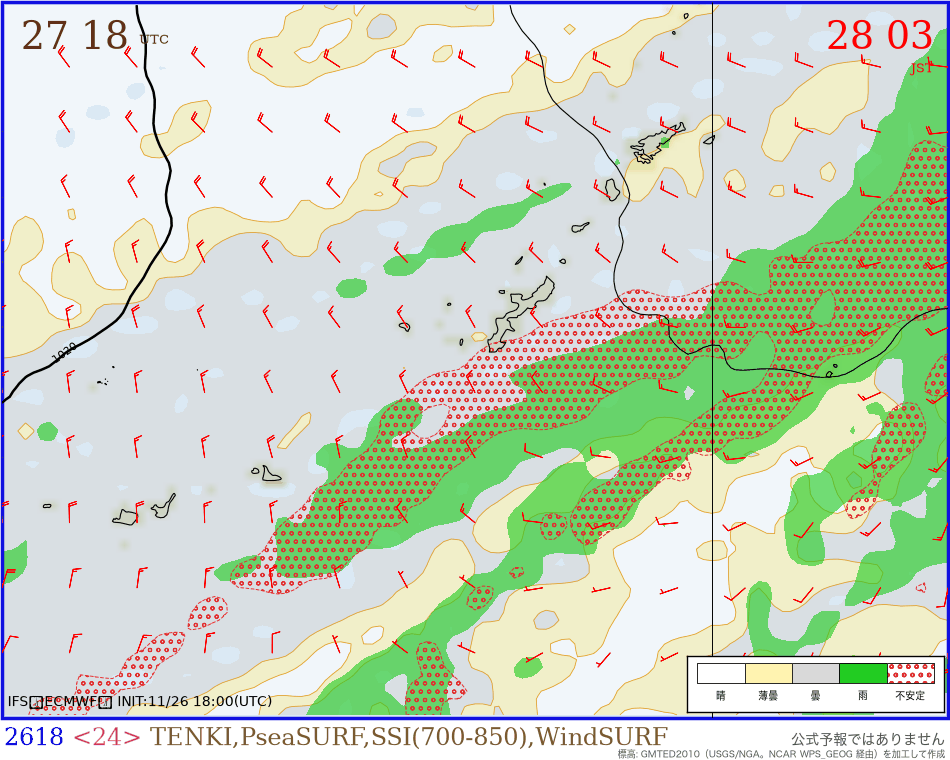 27 18 UTC
28 03
JST
1020
IFS ECMWF INIT:11/26 18:00(UTC)
晴 薄曇 曇 雨 不安定
2618 <24> TENKI,PseaSURF,SSI(700-850),WindSURF
公式予報ではありません
標高: GMTED2010（USGS/NGA。NCAR WPS_GEOG 経由）を加工して作成